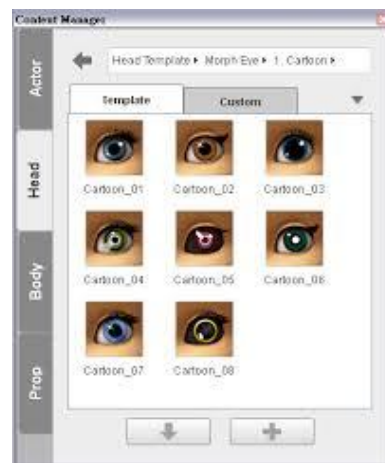 Content Manager
Actor
Head
Body
Prop
Head Template ▸ Morph Eye ▸ 1. Cartoon ▸
Template
Custom
Cartoon_01
Cartoon_02
Cartoon_03
Cartoon_04
Cartoon_05
Cartoon_06
Cartoon_07
Cartoon_08